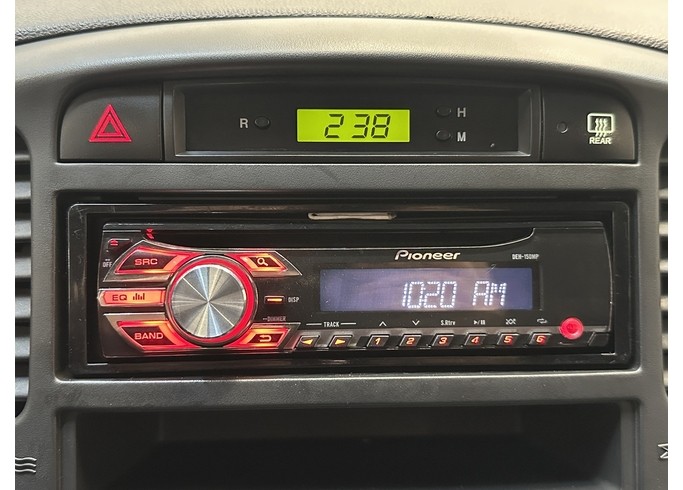 R
238
H
M
REAR
Pioneer
DEH-150MP
OFF
SRC
EQ
DISP
1020 AM
DIMMER
BAND
TRACK
S.Rtrv
1 2 3 4 5 6